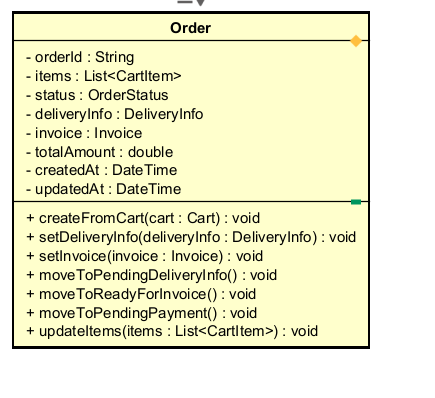 Order
- orderId : String
- items : List<CartItem>
- status : OrderStatus
- deliveryInfo : DeliveryInfo
- invoice : Invoice
- totalAmount : double
- createdAt : DateTime
- updatedAt : DateTime
+ createFromCart(cart : Cart) : void
+ setDeliveryInfo(deliveryInfo : DeliveryInfo) : void
+ setInvoice(invoice : Invoice) : void
+ moveToPendingDeliveryInfo() : void
+ moveToReadyForInvoice() : void
+ moveToPendingPayment() : void
+ updateItems(items : List<CartItem>) : void